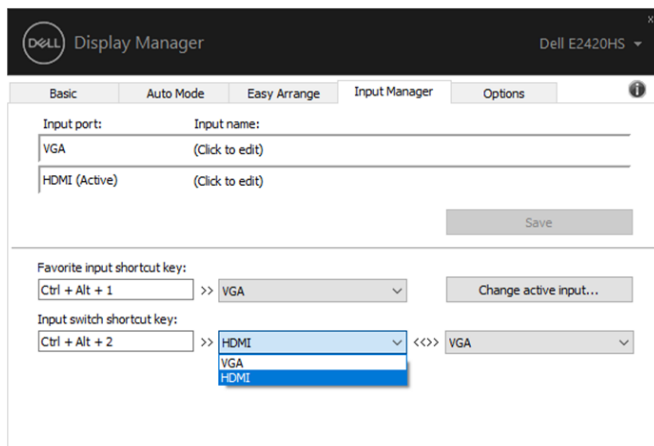 x
DELL Display Manager Dell E2420HS
Basic Auto Mode Easy Arrange Input Manager Options i
Input port: Input name:
VGA (Click to edit)
HDMI (Active) (Click to edit)
Save
Favorite input shortcut key:
Ctrl + Alt + 1 >> VGA Change active input...
Input switch shortcut key:
Ctrl + Alt + 2 >> HDMI <<>> VGA
VGA
HDMI